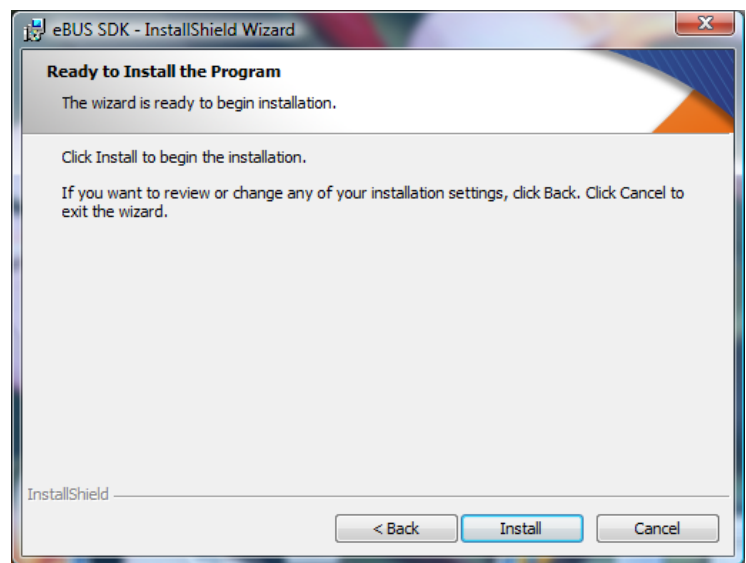 eBUS SDK - InstallShield Wizard
Ready to Install the Program
The wizard is ready to begin installation.
Click Install to begin the installation.
If you want to review or change any of your installation settings, click Back. Click Cancel to
exit the wizard.
InstallShield
< Back
Install
Cancel